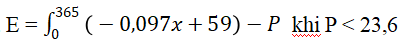 E = ∫₀³⁶⁵ ( − 0,097x + 59) − P khi P < 23,6